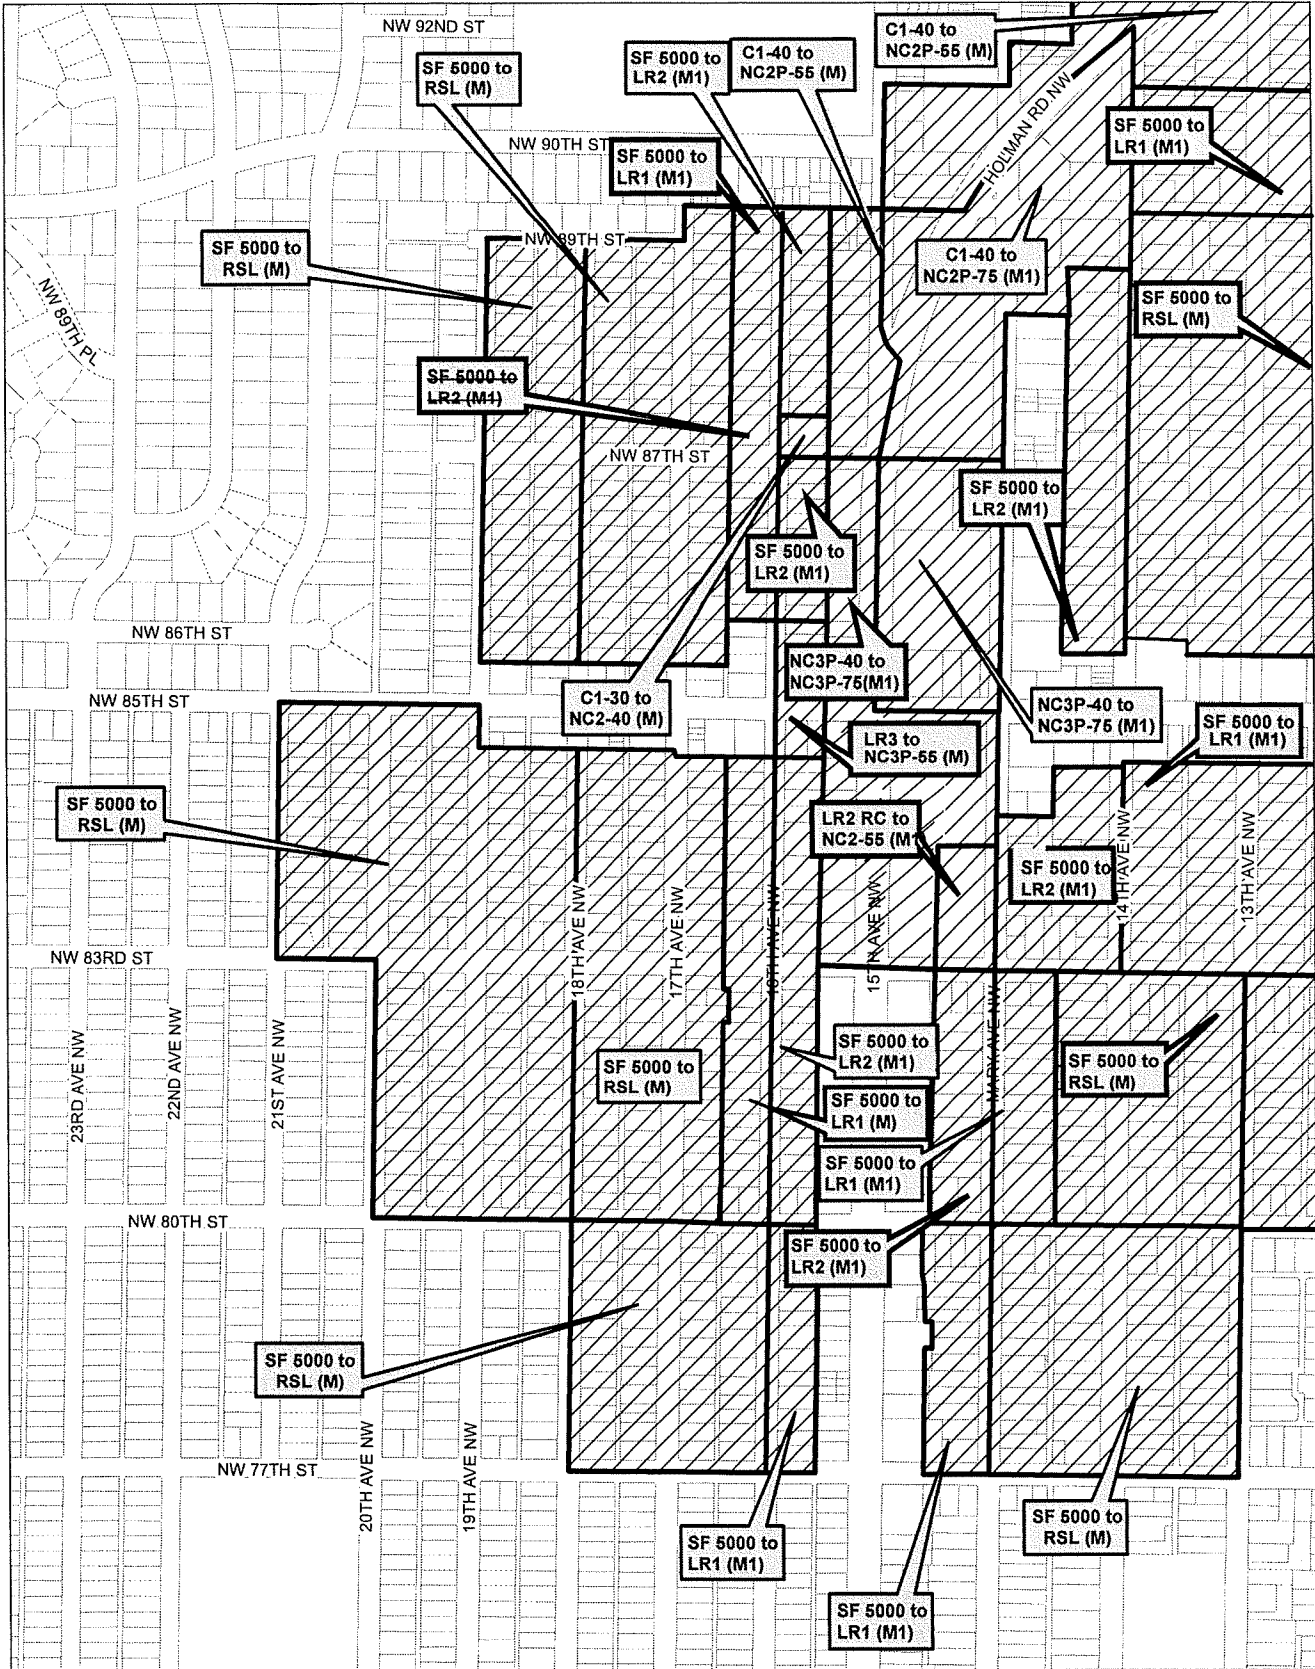 NW 92ND ST
C1-40 to
NC2P-55 (M)
SF 5000 to
RSL (M)
SF 5000 to
LR2 (M1)
C1-40 to
NC2P-55 (M)
HOLMAN RD NW
SF 5000 to
LR1 (M1)
NW 90TH ST
SF 5000 to
LR1 (M1)
SF 5000 to
RSL (M)
NW 89TH ST
C1-40 to
NC2P-75 (M1)
NW 89TH PL
SF 5000 to
RSL (M)
SF 5000 to
LR2 (M1)
NW 87TH ST
SF 5000 to
LR2 (M1)
SF 5000 to
LR2 (M1)
NW 86TH ST
NC3P-40 to
NC3P-75(M1)
C1-30 to
NC2-40 (M)
NW 85TH ST
NC3P-40 to
NC3P-75 (M1)
SF 5000 to
LR1 (M1)
LR3 to
NC3P-55 (M)
SF 5000 to
RSL (M)
LR2 RC to
NC2-55 (M
SF 5000 to
LR2 (M1)
14TH AVE NW
13TH AVE NW
18TH AVE NW
17TH AVE NW
16TH AVE NW
15TH AVE NW
NW 83RD ST
23RD AVE NW
22ND AVE NW
21ST AVE NW
MARY AVE NW
SF 5000 to
LR2 (M1)
SF 5000 to
RSL (M)
SF 5000 to
RSL (M)
SF 5000 to
LR1 (M)
SF 5000 to
LR1 (M1)
NW 80TH ST
SF 5000 to
LR2 (M1)
SF 5000 to
RSL (M)
20TH AVE NW
19TH AVE NW
NW 77TH ST
SF 5000 to
LR1 (M1)
SF 5000 to
RSL (M)
SF 5000 to
LR1 (M1)